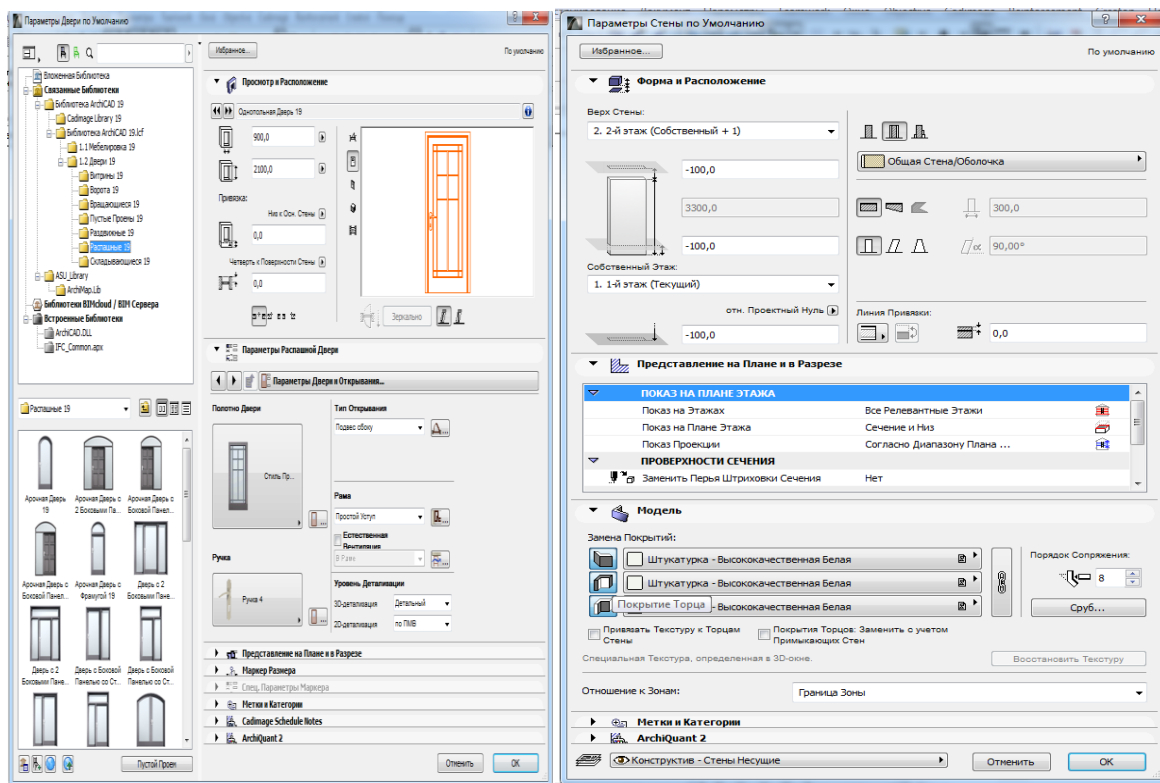 Параметры Двери по Умолчанию
Избранное...
По умолчанию
Вложенная Библиотека
Связанные Библиотеки
Библиотека ArchiCAD 19
Cadimage Library 19
Библиотека ArchiCAD 19.lcf
1.1 Мебелировка 19
1.2 Двери 19
Витрины 19
Ворота 19
Вращающиеся 19
Пустые Проемы 19
Раздвижные 19
Распашные 19
Складывающиеся 19
ASU_Library
ArchiMap.Lib
Библиотеки BIMcloud / BIM Сервера
Встроенные Библиотеки
ArchiCAD.DLL
IFC_Common.apx
Распашные 19
Арочная Дверь 19
Арочная Дверь с 2 Боковыми Па...
Арочная Дверь с Боковой Панел...
Арочная Дверь с Боковой Панел...
Арочная Дверь с Фрамугой 19
Дверь с 2 Боковыми Пане...
Дверь с 2 Боковыми Пане...
Дверь с Боковой Панелью со Ст...
Дверь с Боковой Панелью со Ст...
Пустой Проем
Просмотр и Расположение
Однопольная Дверь 19
900,0
2100,0
Привязка:
Низ к Осн. Стены
0,0
Четверть к Поверхности Стены
0,0
Зеркально
Параметры Распашной Двери
Параметры Двери и Открывания...
Полотно Двери
Тип Открывания
Подвес сбоку
Стиль Пр...
Рама
Простой Уступ
Естественная Вентиляция
В Раме
Ручка
Ручка 4
Уровень Детализации
3D-детализация
Детальный
2D-детализация
по ПМВ
Представление на Плане и в Разрезе
Маркер Размера
Спец. Параметры Маркера
Метки и Категории
Cadimage Schedule Notes
ArchiQuant 2
Отменить
OK
Параметры Стены по Умолчанию
Избранное...
По умолчанию
Форма и Расположение
Верх Стены:
2. 2-й этаж (Собственный + 1)
-100,0
3300,0
-100,0
Собственный Этаж:
1. 1-й этаж (Текущий)
отн. Проектный Нуль
-100,0
Общая Стена/Оболочка
300,0
90,00°
Линия Привязки:
0,0
Представление на Плане и в Разрезе
ПОКАЗ НА ПЛАНЕ ЭТАЖА
Показ на Этажах
Все Релевантные Этажи
Показ на Плане Этажа
Сечение и Низ
Показ Проекции
Согласно Диапазону Плана ...
ПРОВЕРХНОСТИ СЕЧЕНИЯ
Заменить Перья Штриховки Сечения
Нет
Модель
Замена Покрытий:
Штукатурка - Высококачественная Белая
Штукатурка - Высококачественная Белая
Покрытие Торца
- Высококачественная Белая
Порядок Сопряжения:
8
Сруб...
Привязать Текстуру к Торцам Стены
Покрытия Торцов: Заменить с учетом Примыкающих Стен
Специальная Текстура, определенная в 3D-окне.
Восстановить Текстуру
Отношение к Зонам:
Граница Зоны
Метки и Категории
ArchiQuant 2
Конструктив - Стены Несущие
Отменить
OK